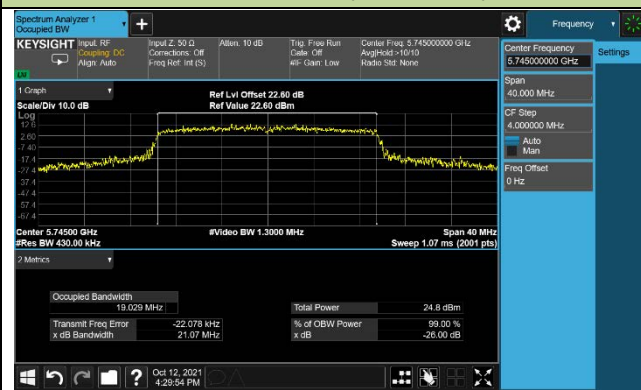 Spectrum Analyzer 1
Occupied BW
Frequency
KEYSIGHT
Input: RF
Coupling: DC
Align: Auto
Input Z: 50 Ω
Corrections: Off
Freq Ref: Int (S)
Atten: 10 dB
Trig: Free Run
Gate: Off
#IF Gain: Low
Center Freq: 5.745000000 GHz
Avg|Hold:>10/10
Radio Std: None
LM
Center Frequency
5.745000000 GHz
Settings
Span
40.000 MHz
CF Step
4.000000 MHz
Auto
Man
Freq Offset
0 Hz
1 Graph
Scale/Div 10.0 dB
Ref Lvl Offset 22.60 dB
Ref Value 22.60 dBm
Log
12.6
2.60
-7.40
-17.4
-27.4
-37.4
-47.4
-57.4
-67.4
Center 5.74500 GHz
#Res BW 430.00 kHz
#Video BW 1.3000 MHz
Span 40 MHz
Sweep 1.07 ms (2001 pts)
2 Metrics
Occupied Bandwidth
19.029 MHz
Total Power 24.8 dBm
Transmit Freq Error -22.078 kHz
% of OBW Power 99.00 %
x dB Bandwidth 21.07 MHz
x dB -26.00 dB
?
Oct 12, 2021
4:29:54 PM